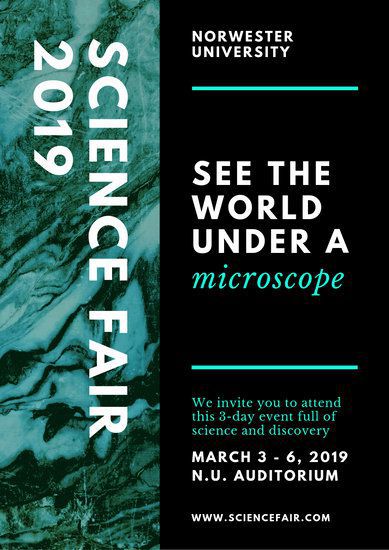 SCIENCE FAIR
2019
NORWESTER
UNIVERSITY
SEE THE
WORLD
UNDER A
microscope
We invite you to attend
this 3-day event full of
science and discovery
MARCH 3 - 6, 2019
N.U. AUDITORIUM
WWW.SCIENCEFAIR.COM